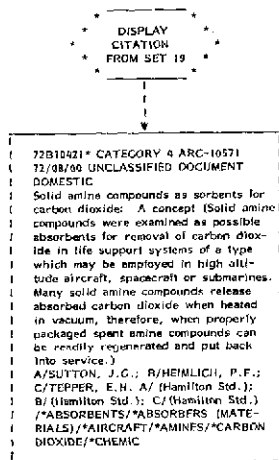 DISPLAY
CITATION
FROM SET 19
72B10421* CATEGORY 4 ARC-10571
72/08/00 UNCLASSIFIED DOCUMENT
DOMESTIC
Solid amine compounds as sorbents for
carbon dioxide: A concept (Solid amine
compounds were examined as possible
absorbents for removal of carbon diox-
ide in life support systems of a type
which may be employed in high alti-
tude aircraft, spacecraft or submarines.
Many solid amine compounds release
absorbed carbon dioxide when heated
in vacuum, therefore, when properly
packaged spent amine compounds can
be readily regenerated and put back
into service.)
A/SUTTON, J.G.; B/HEIMLICH, P.F.;
C/TEPPER, E.H. A/ (Hamilton Std.);
B/ (Hamilton Std.); C/ (Hamilton Std.)
/*ABSORBENTS/*ABSORBERS (MATE-
RIALS)/*AIRCRAFT/*AMINES/*CARBON
DIOXIDE/*CHEMIC